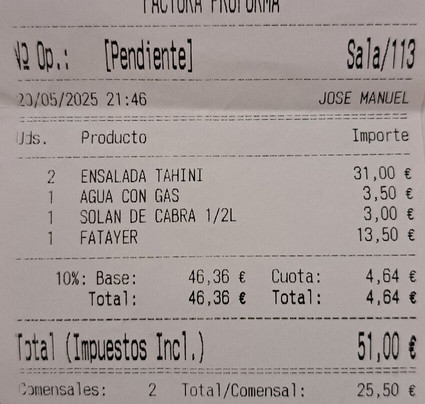 FACTURA PROFORMA
Nº Op.: [Pendiente] Sala/113
20/05/2025 21:46 JOSE MANUEL
Uds. Producto Importe
2 ENSALADA TAHINI 31,00 €
1 AGUA CON GAS 3,50 €
1 SOLAN DE CABRA 1/2L 3,00 €
1 FATAYER 13,50 €
10%: Base: 46,36 € Cuota: 4,64 €
Total: 46,36 € Total: 4,64 €
Total (Impuestos Incl.) 51,00 €
Comensales: 2 Total/Comensal: 25,50 €